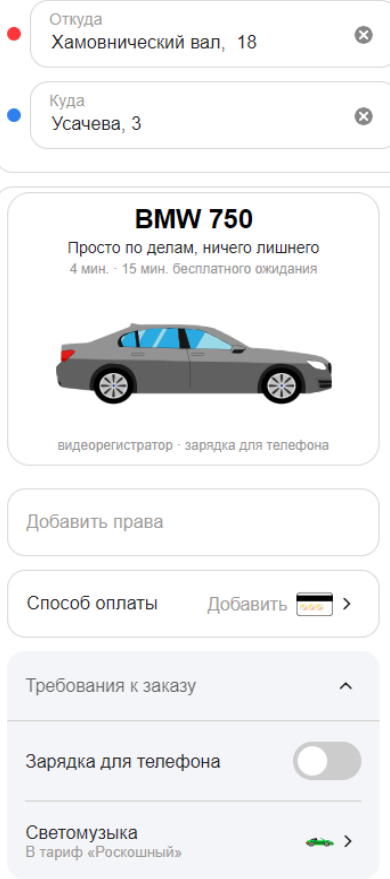 Откуда
Хамовнический вал, 18
Куда
Усачева, 3
BMW 750
Просто по делам, ничего лишнего
4 мин. · 15 мин. бесплатного ожидания
видеорегистратор · зарядка для телефона
Добавить права
Способ оплаты Добавить
Требования к заказу
Зарядка для телефона
Светомузыка
В тариф «Роскошный»